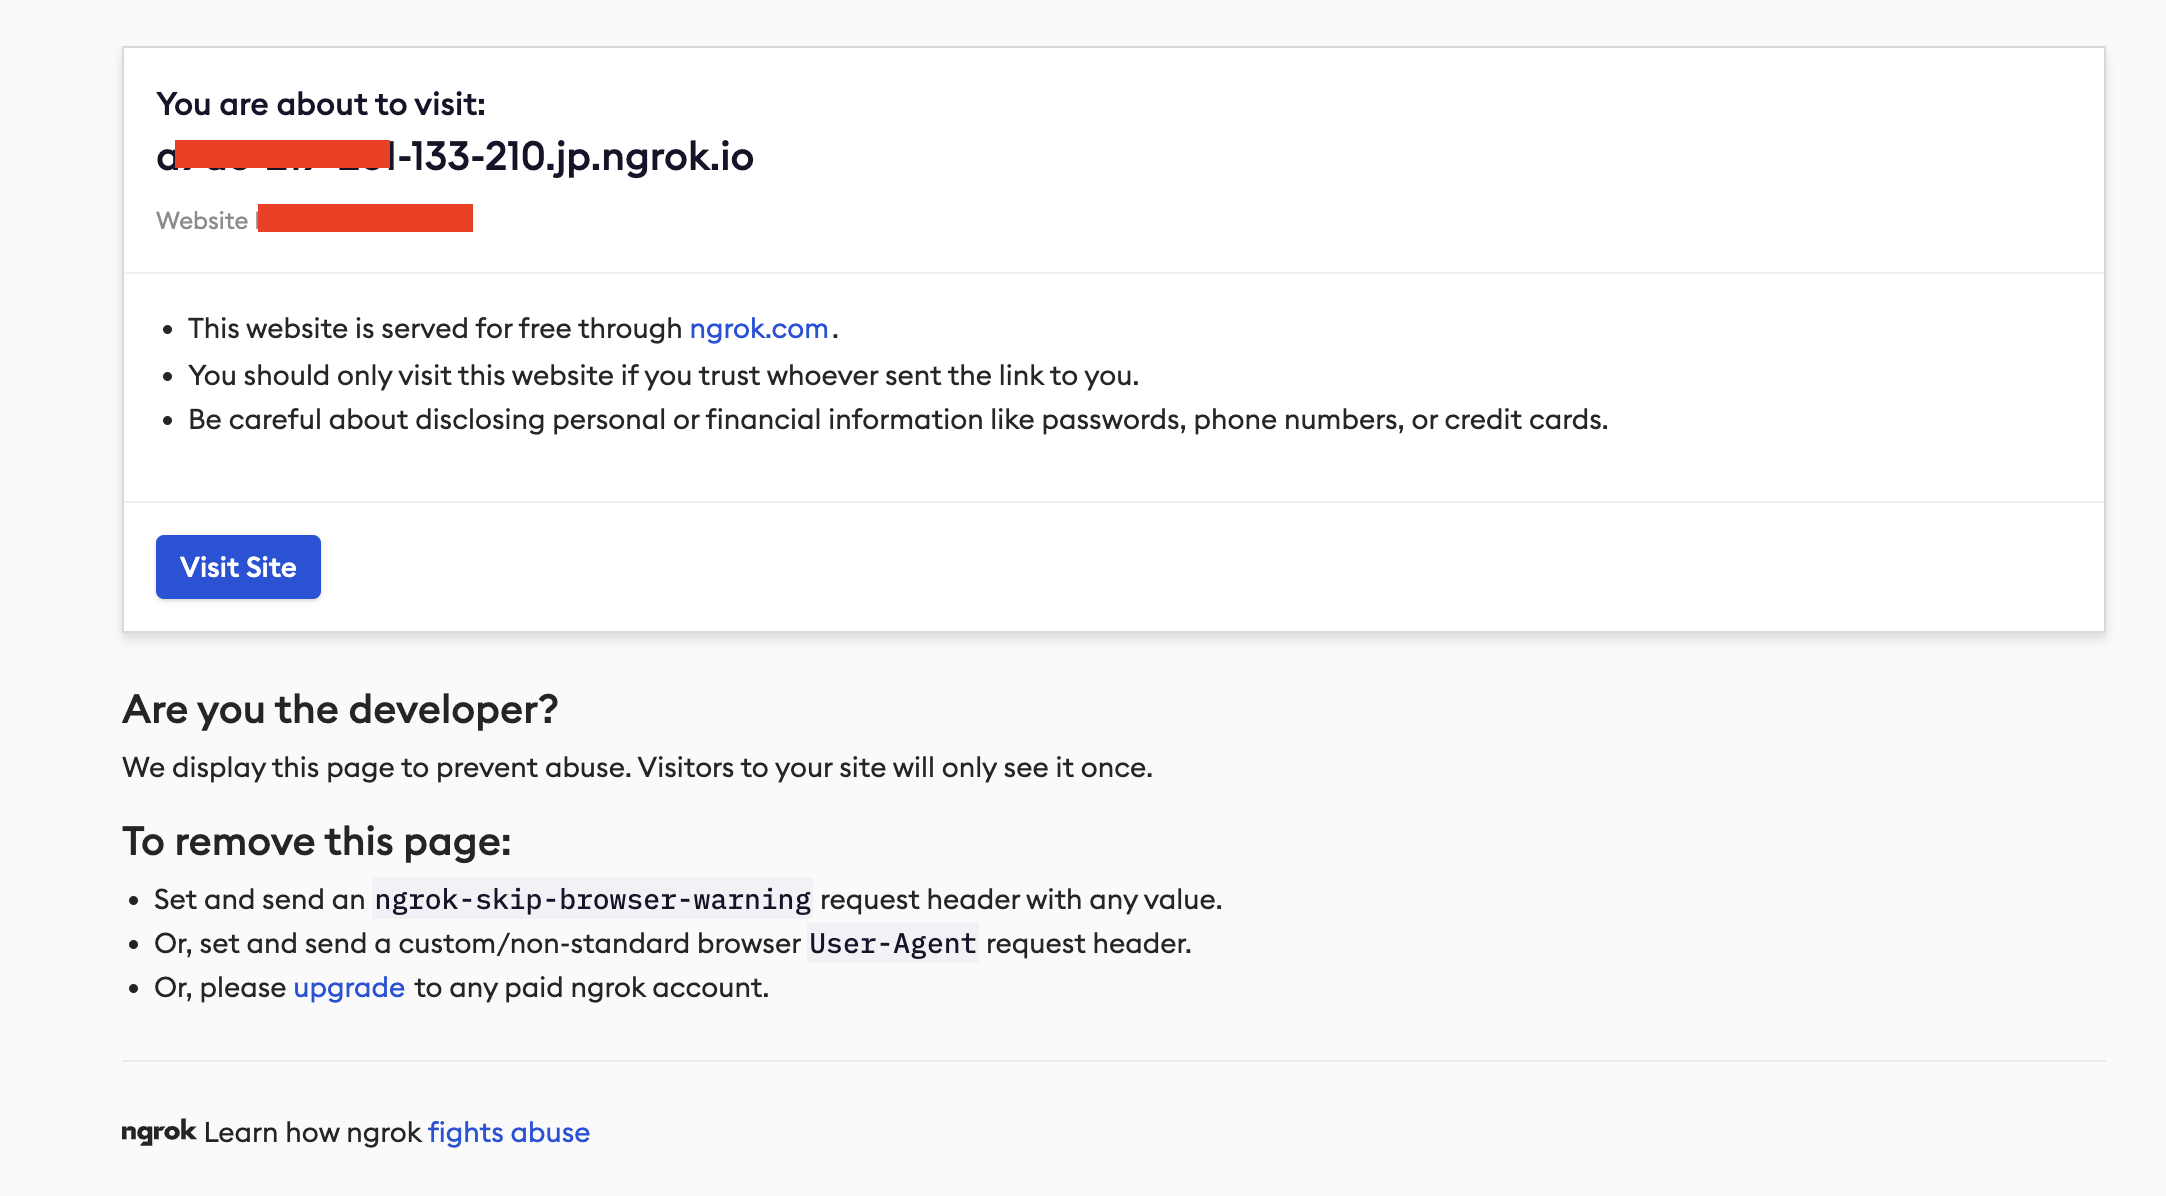 You are about to visit:
-133-210.jp.ngrok.io
Website
This website is served for free through ngrok.com.
You should only visit this website if you trust whoever sent the link to you.
Be careful about disclosing personal or financial information like passwords, phone numbers, or credit cards.
Visit Site
Are you the developer?
We display this page to prevent abuse. Visitors to your site will only see it once.
To remove this page:
Set and send an ngrok-skip-browser-warning request header with any value.
Or, set and send a custom/non-standard browser User-Agent request header.
Or, please upgrade to any paid ngrok account.
ngrok Learn how ngrok fights abuse